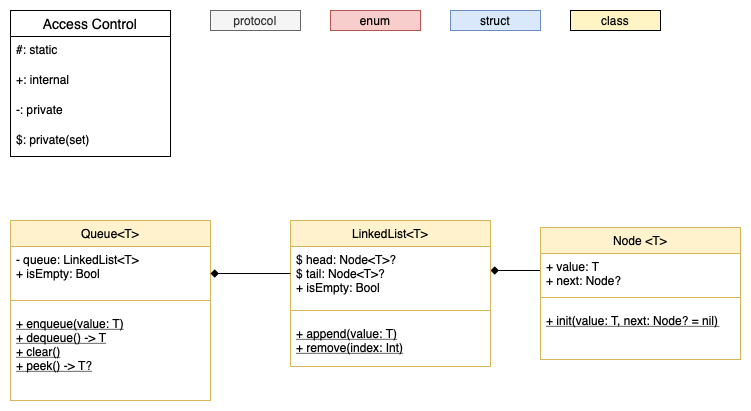 Access Control
#: static
+: internal
-: private
$: private(set)
protocol
enum
struct
class
Queue<T>
- queue: LinkedList<T>
+ isEmpty: Bool
+ enqueue(value: T)
+ dequeue() -> T
+ clear()
+ peek() -> T?
LinkedList<T>
$ head: Node<T>?
$ tail: Node<T>?
+ isEmpty: Bool
+ append(value: T)
+ remove(index: Int)
Node <T>
+ value: T
+ next: Node?
+ init(value: T, next: Node? = nil)